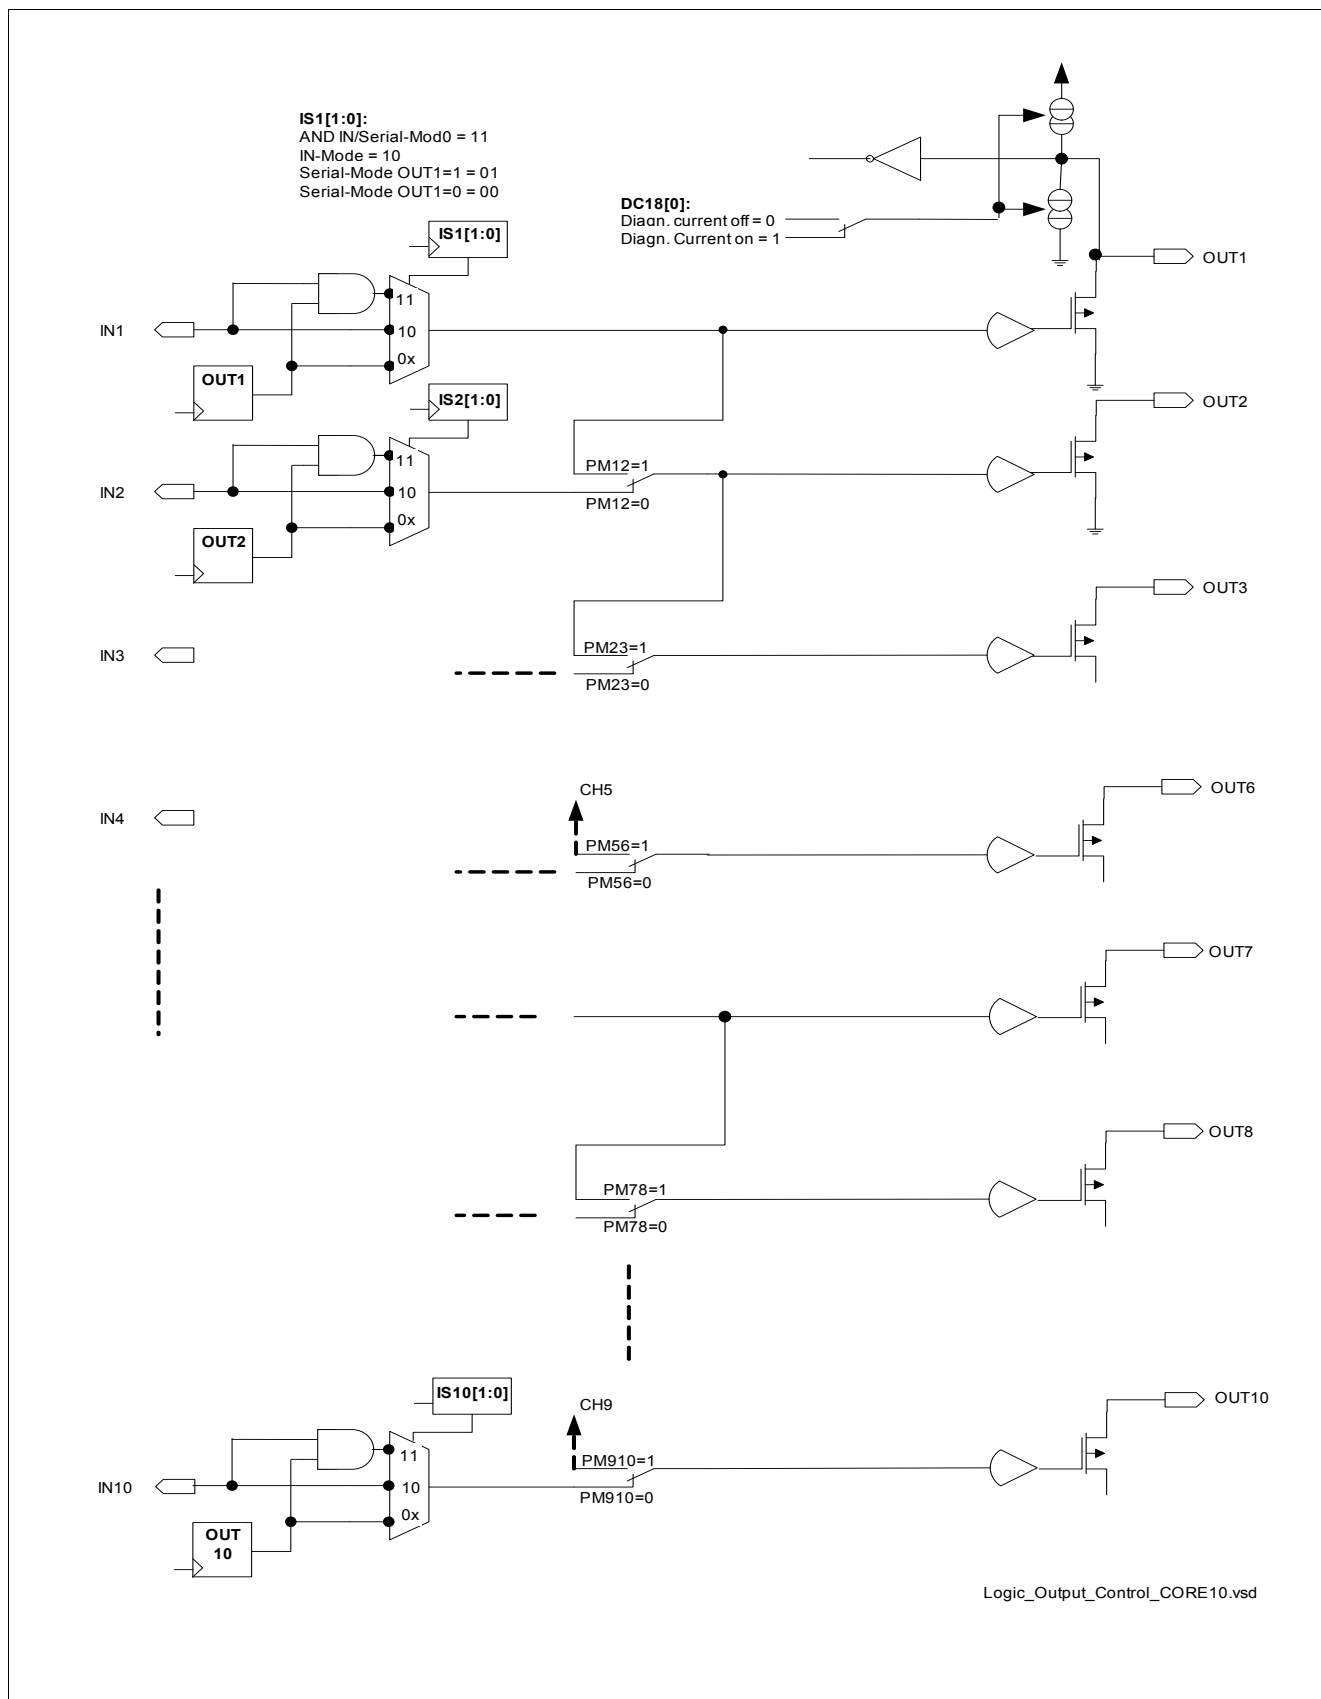 IS1[1:0]:
AND IN/Serial-Mod0 = 11
IN-Mode = 10
Serial-Mode OUT1=1 = 01
Serial-Mode OUT1=0 = 00
DC18[0]:
Diagn. current off = 0
Diagn. Current on = 1
IS1[1:0]
OUT1
11
IN1
10
0x
OUT1
IS2[1:0]
OUT2
11
PM12=1
IN2
10
PM12=0
0x
OUT2
OUT3
PM23=1
IN3
PM23=0
CH5
OUT6
IN4
PM56=1
PM56=0
OUT7
OUT8
PM78=1
PM78=0
IS10[1:0]
CH9
OUT10
11
PM910=1
IN10
10
PM910=0
0x
OUT
10
Logic_Output_Control_CORE10.vsd